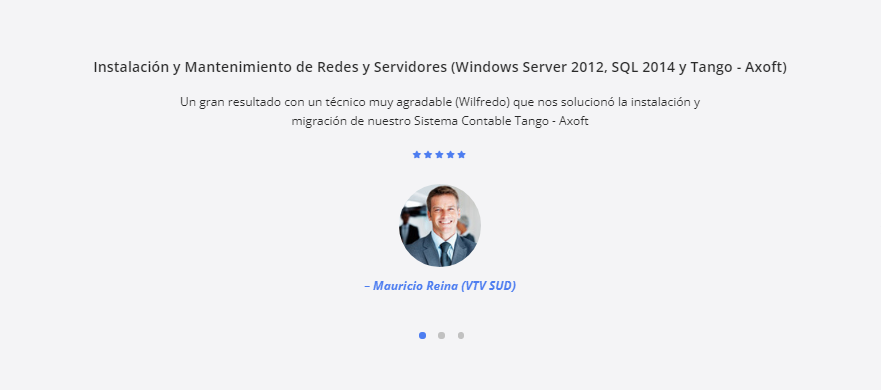 Instalación y Mantenimiento de Redes y Servidores (Windows Server 2012, SQL 2014 y Tango - Axoft)
Un gran resultado con un técnico muy agradable (Wilfredo) que nos solucionó la instalación y
migración de nuestro Sistema Contable Tango - Axoft
– Mauricio Reina (VTV SUD)